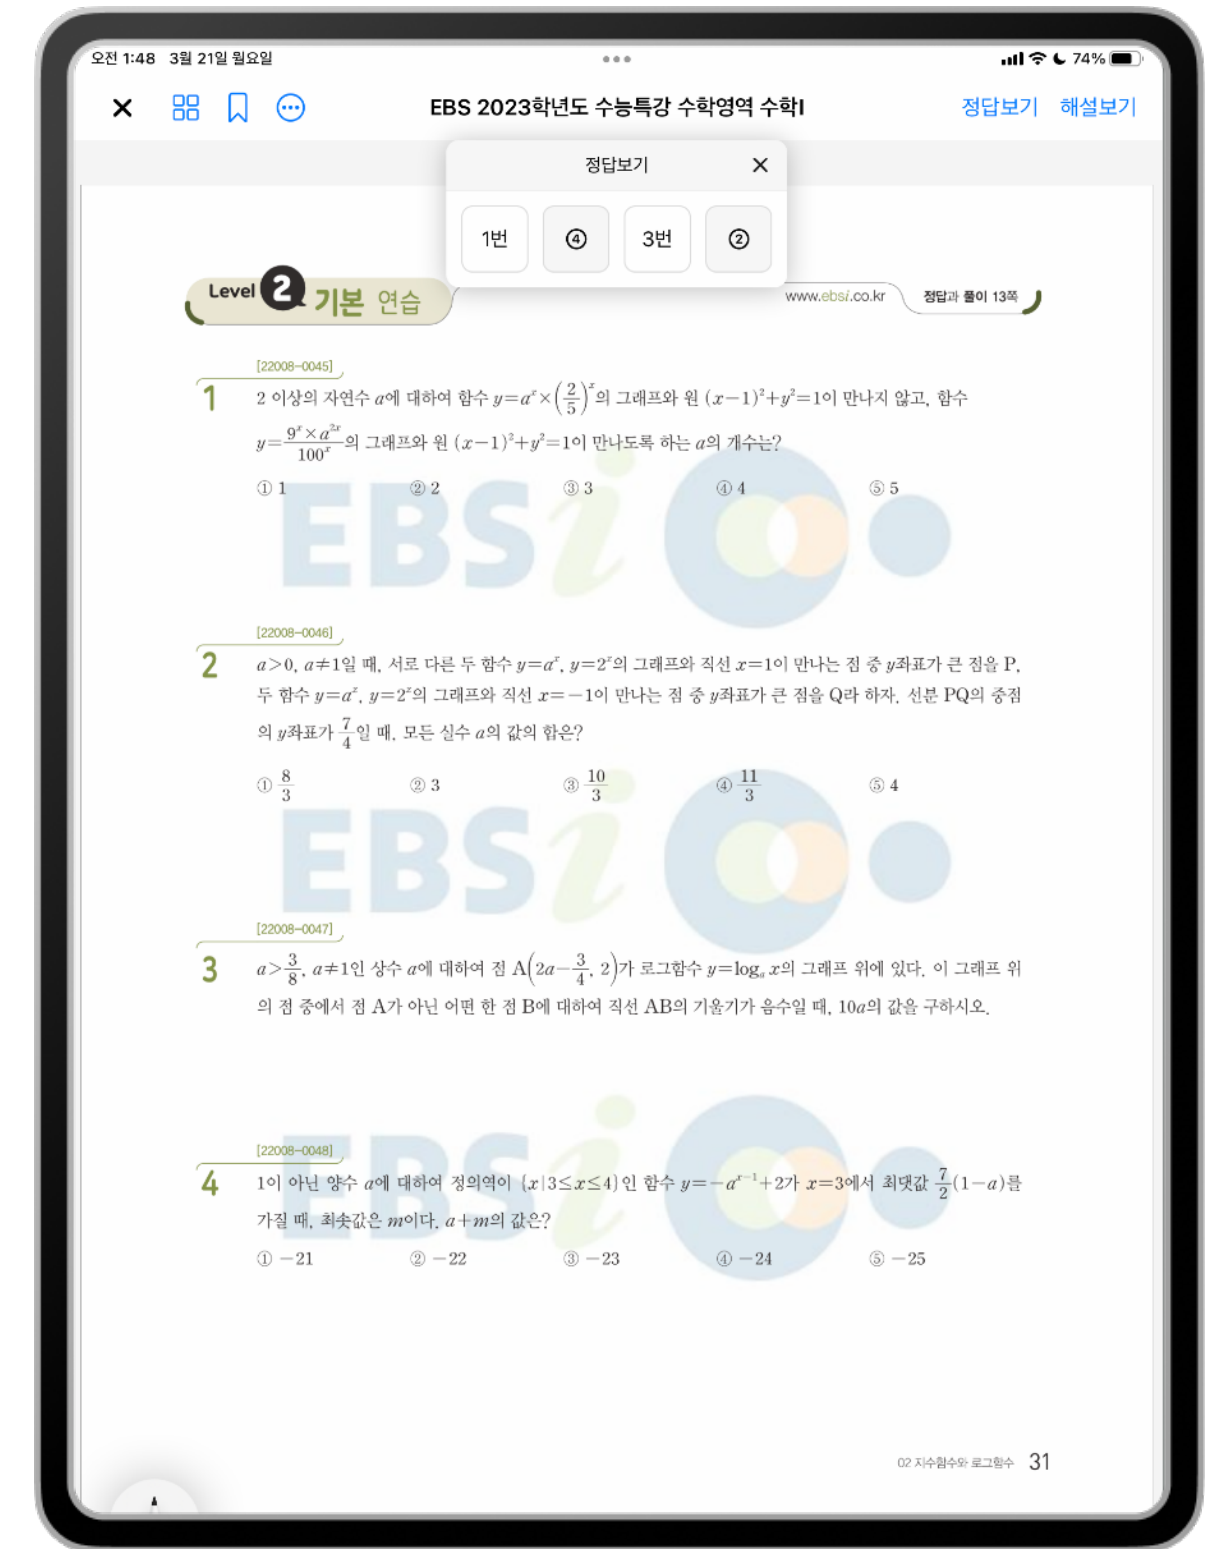 오전 1:48 3월 21일 월요일
74%
EBS 2023학년도 수능특강 수학영역 수학I
정답보기 해설보기
정답보기
1번 ④ 3번 ②
Level 2 기본 연습
www.ebsi.co.kr
정답과 풀이 13쪽
[22008-0045]
1 2 이상의 자연수 a에 대하여 함수 y=a^x×(2/5)^x의 그래프와 원 (x-1)²+y²=1이 만나지 않고, 함수
y=(9^x×a^(2x))/100^x의 그래프와 원 (x-1)²+y²=1이 만나도록 하는 a의 개수는?
① 1 ② 2 ③ 3 ④ 4 ⑤ 5
EBSi
[22008-0046]
2 a>0, a≠1일 때, 서로 다른 두 함수 y=a^x, y=2^x의 그래프와 직선 x=1이 만나는 점 중 y좌표가 큰 점을 P,
두 함수 y=a^x, y=2^x의 그래프와 직선 x=-1이 만나는 점 중 y좌표가 큰 점을 Q라 하자. 선분 PQ의 중점
의 y좌표가 7/4일 때, 모든 실수 a의 값의 합은?
① 8/3 ② 3 ③ 10/3 ④ 11/3 ⑤ 4
EBSi
[22008-0047]
3 a>3/8, a≠1인 상수 a에 대하여 점 A(2a-3/4, 2)가 로그함수 y=logₐ x의 그래프 위에 있다. 이 그래프 위
의 점 중에서 점 A가 아닌 어떤 한 점 B에 대하여 직선 AB의 기울기가 음수일 때, 10a의 값을 구하시오.
EBSi
[22008-0048]
4 1이 아닌 양수 a에 대하여 정의역이 {x|3≤x≤4}인 함수 y=-a^(x-1)+2가 x=3에서 최댓값 7/2(1-a)를
가질 때, 최솟값은 m이다. a+m의 값은?
① -21 ② -22 ③ -23 ④ -24 ⑤ -25
02 지수함수와 로그함수 31